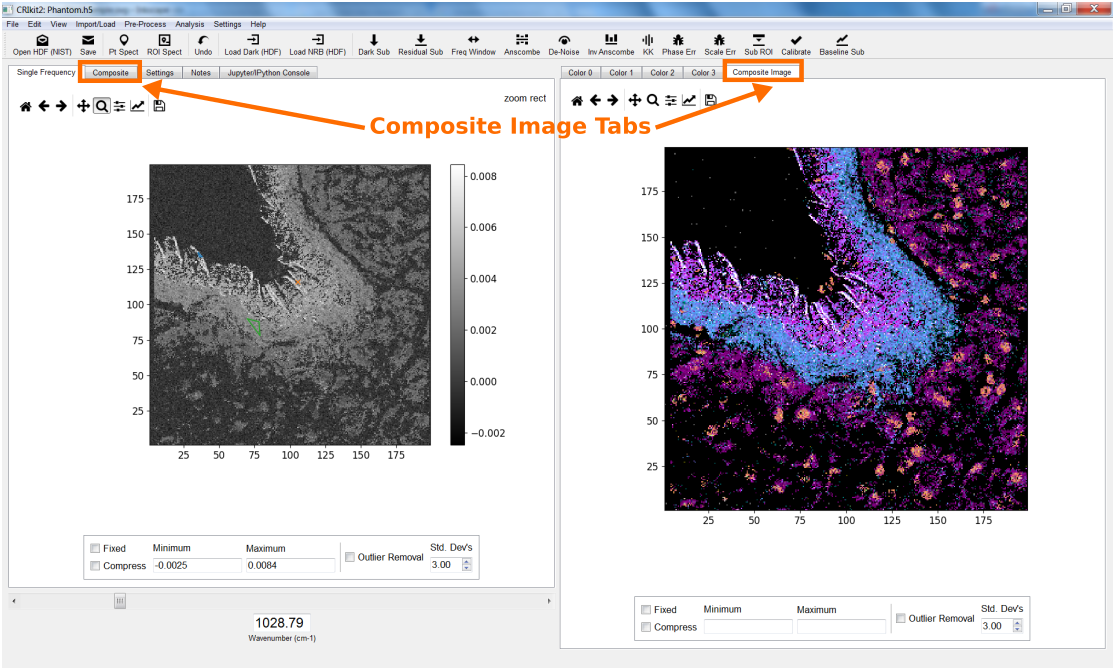 CRIkit2: Phantom.h5
File Edit View Import/Load Pre-Process Analysis Settings Help
Open HDF (NIST) Save Pt Spect ROI Spect Undo Load Dark (HDF) Load NRB (HDF) Dark Sub Residual Sub Freq Window Anscombe De-Noise Inv Anscombe KK Phase Err Scale Err Sub ROI Calibrate Baseline Sub
Single Frequency Composite Settings Notes Jupyter/IPython Console
Color 0 Color 1 Color 2 Color 3 Composite Image
zoom rect
Composite Image Tabs
175
150
125
100
75
50
25
25 50 75 100 125 150 175
0.008
0.006
0.004
0.002
0.000
−0.002
175
150
125
100
75
50
25
25 50 75 100 125 150 175
Fixed Minimum Maximum Outlier Removal Std. Dev's
Compress -0.0025 0.0084 3.00
1028.79
Wavenumber (cm-1)
Fixed Minimum Maximum Outlier Removal Std. Dev's
Compress 3.00